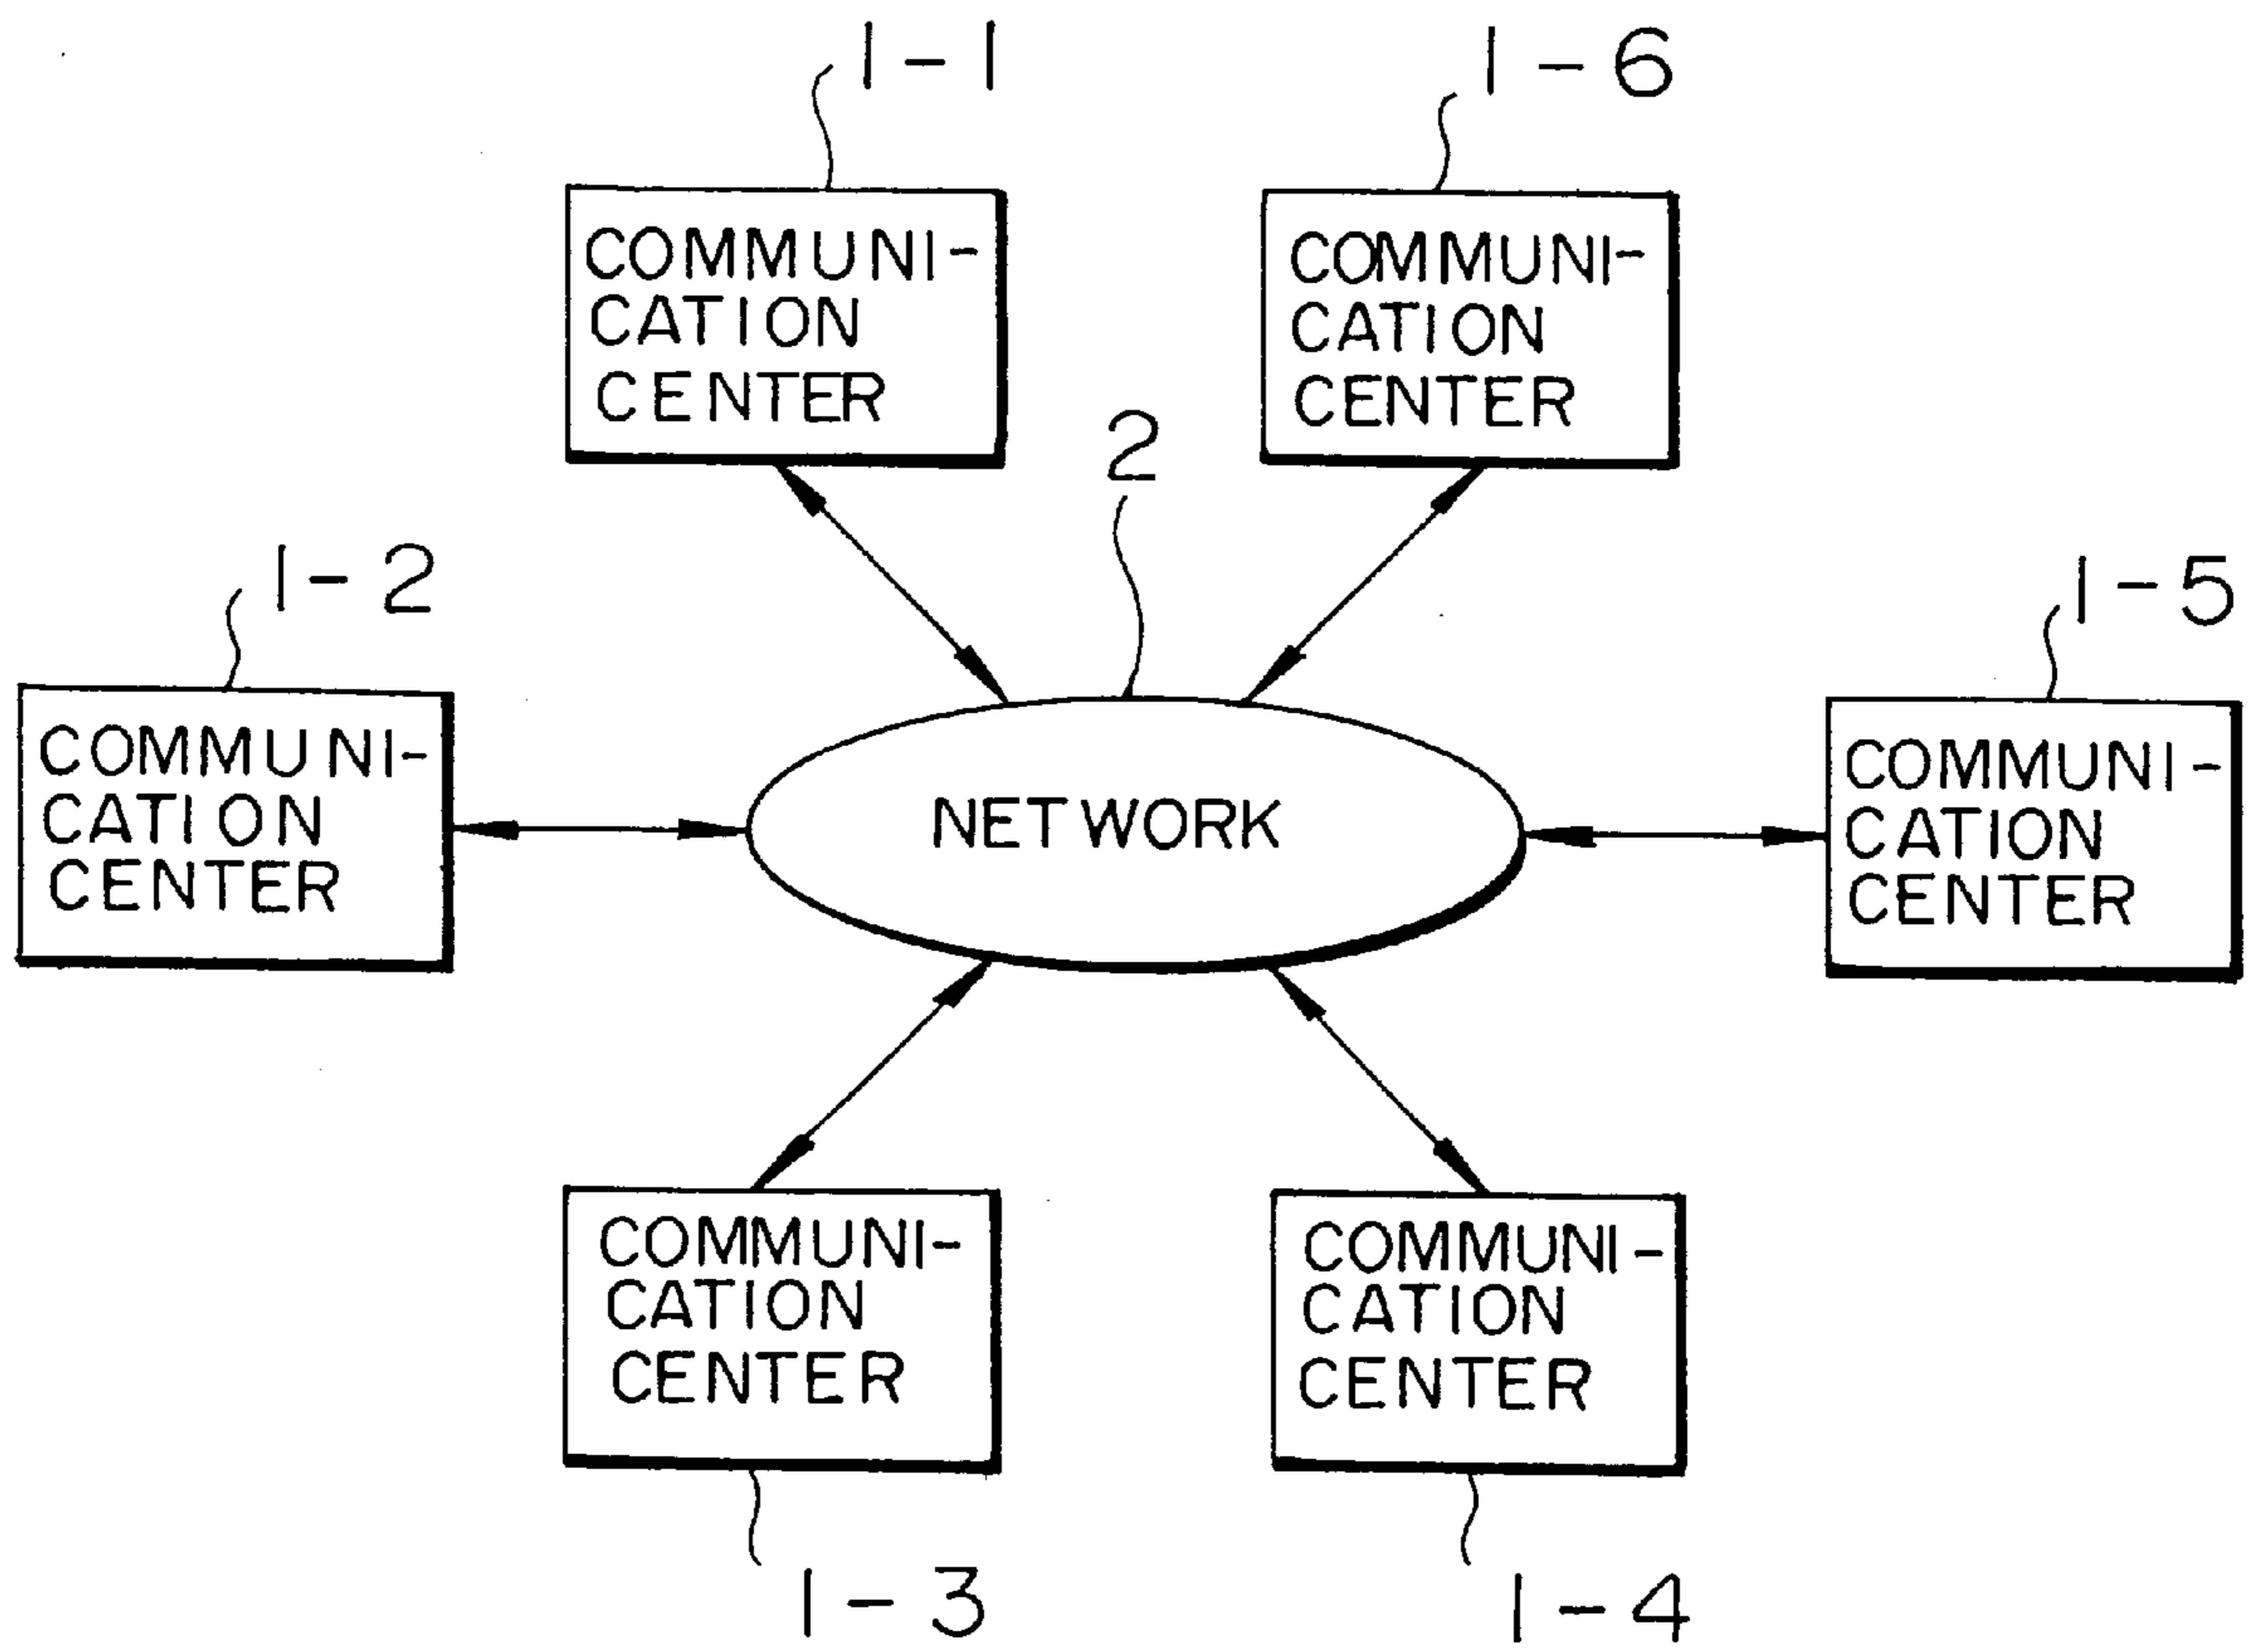 1-1
1-6
COMMUNI-
CATION
CENTER
COMMUNI-
CATION
CENTER
2
1-2
1-5
COMMUNI-
CATION
CENTER
NETWORK
COMMUNI-
CATION
CENTER
COMMUNI-
CATION
CENTER
COMMUNI-
CATION
CENTER
1-3
1-4